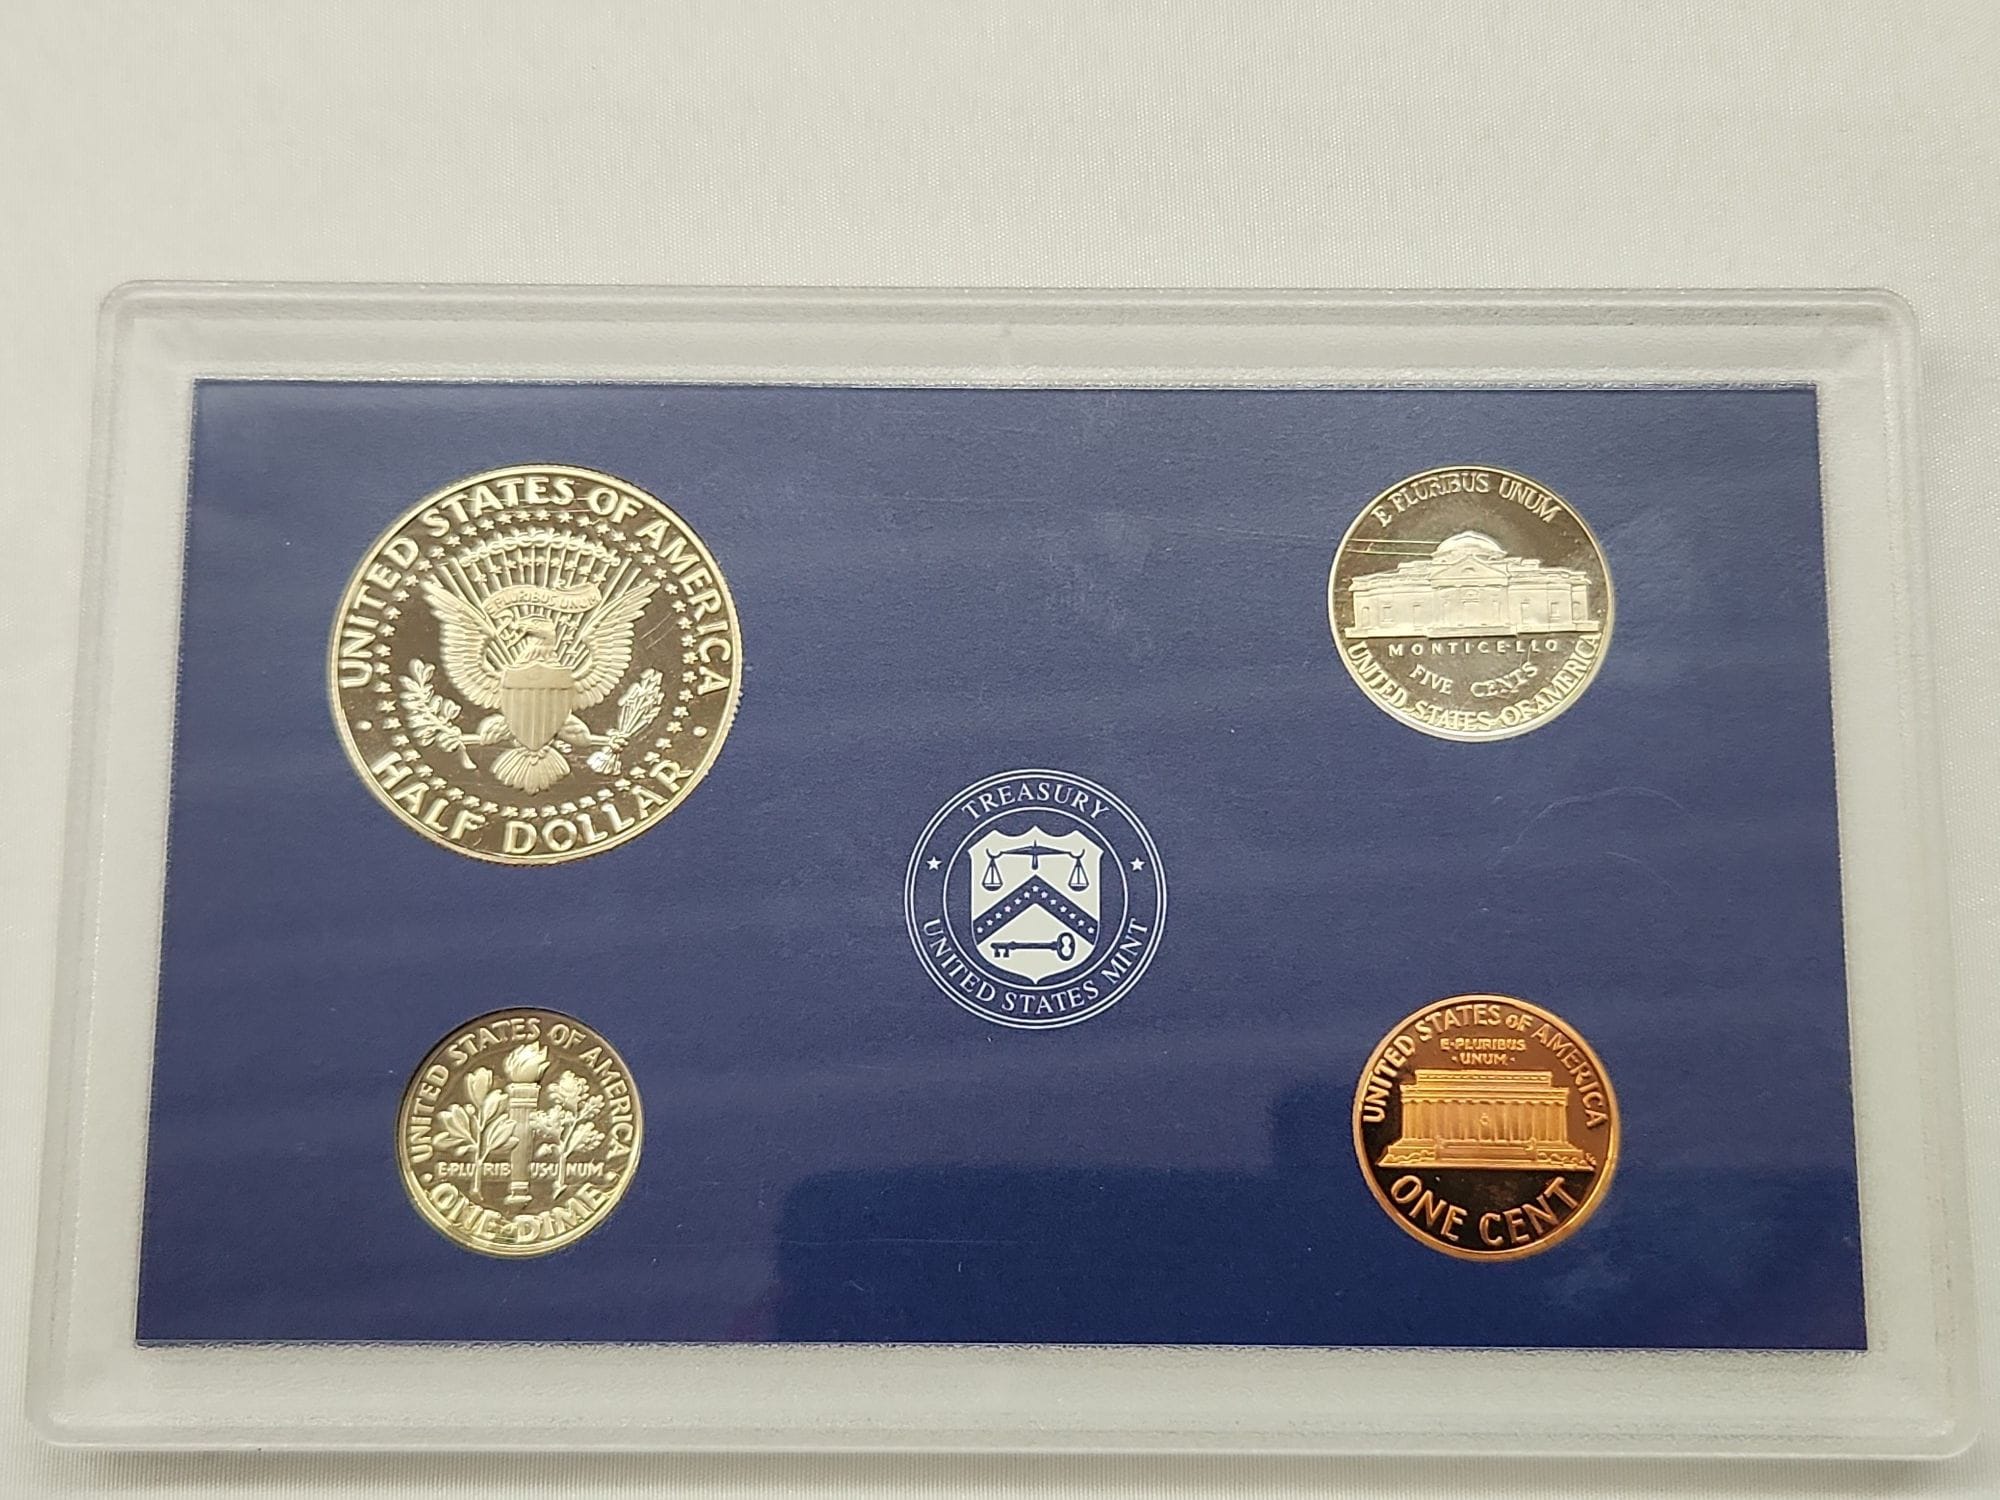 UNITED STATES OF AMERICA
E PLURIBUS UNUM
• HALF DOLLAR •
E PLURIBUS UNUM
MONTICELLO
FIVE CENTS
UNITED STATES OF AMERICA
TREASURY
UNITED STATES MINT
UNITED STATES OF AMERICA
E•PLURIBUS•UNUM
• ONE•DIME •
UNITED STATES OF AMERICA
E•PLURIBUS
•UNUM•
ONE CENT